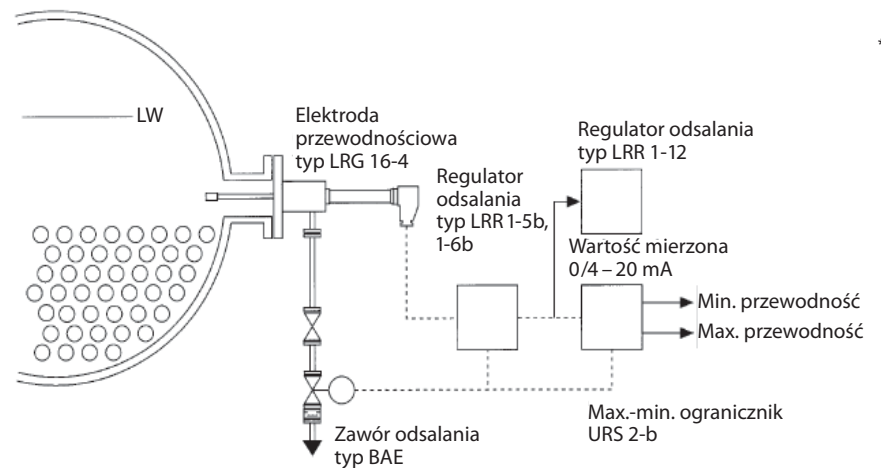 *
LW
Elektroda
przewodnościowa
typ LRG 16-4
Regulator odsalania
typ LRR 1-12
Regulator
odsalania
typ LRR 1-5b,
1-6b
Wartość mierzona
0/4 – 20 mA
Min. przewodność
Max. przewodność
Max.-min. ogranicznik
URS 2-b
Zawór odsalania
typ BAE